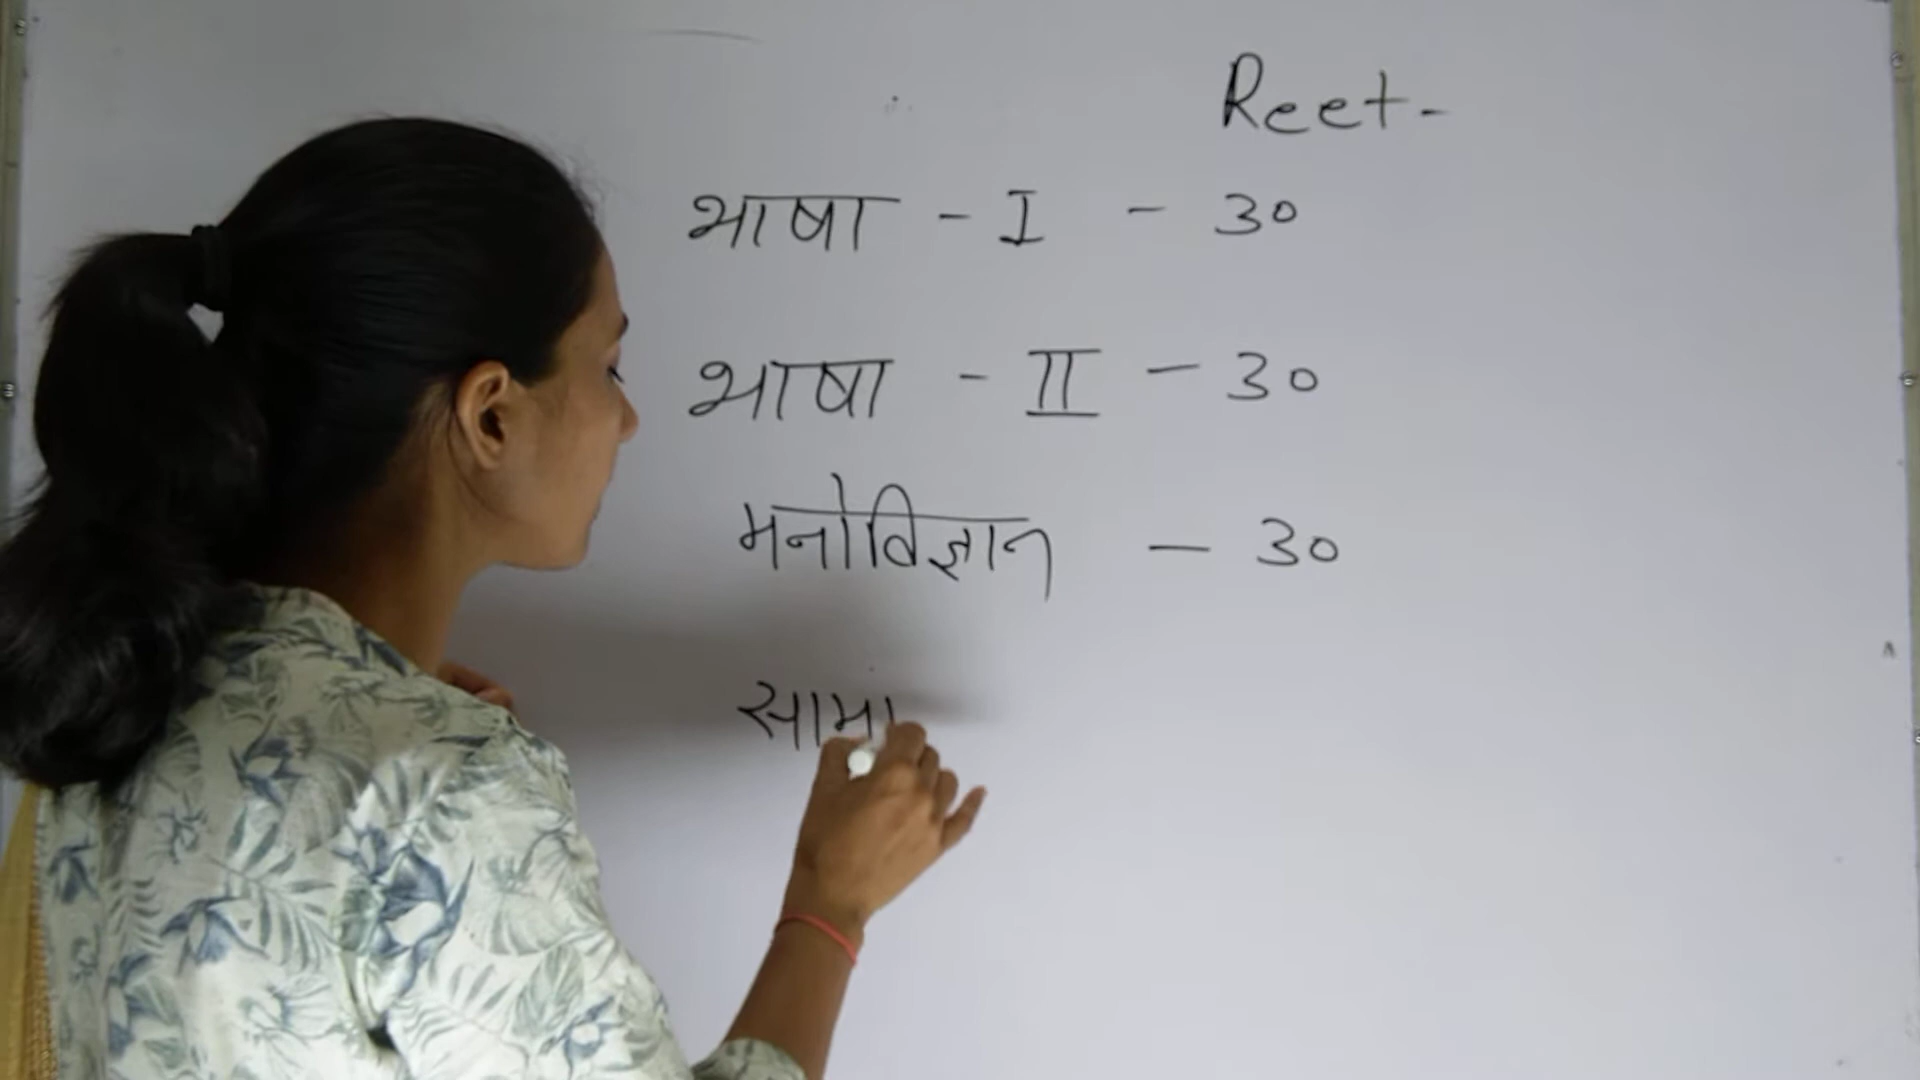 Reet -
भाषा - I - 30
भाषा - II - 30
मनोविज्ञान - 30
सामा